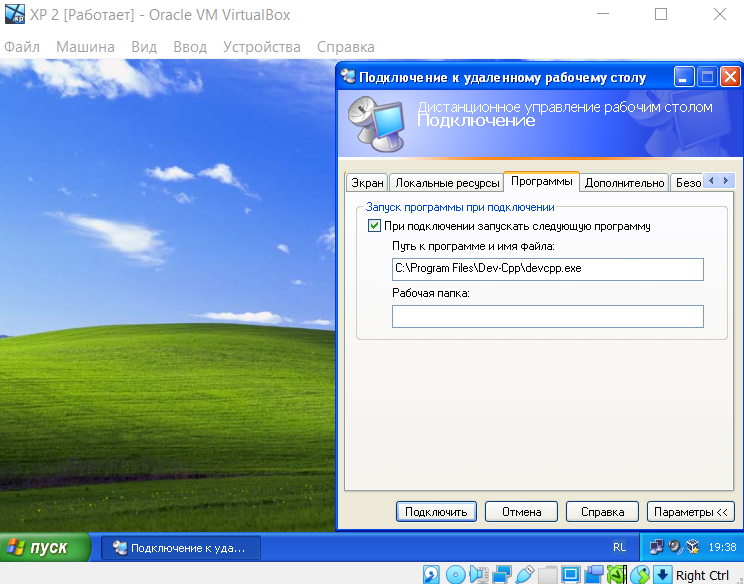 XP 2 [Работает] - Oracle VM VirtualBox
Файл Машина Вид Ввод Устройства Справка
Подключение к удаленному рабочему столу
Дистанционное управление рабочим столом
Подключение
Экран Локальные ресурсы Программы Дополнительно Безо
Запуск программы при подключении
При подключении запускать следующую программу
Путь к программе и имя файла:
C:\Program Files\Dev-Cpp\devcpp.exe
Рабочая папка:
Подключить Отмена Справка Параметры <<
пуск Подключение к уда... RU 19:38
Right Ctrl